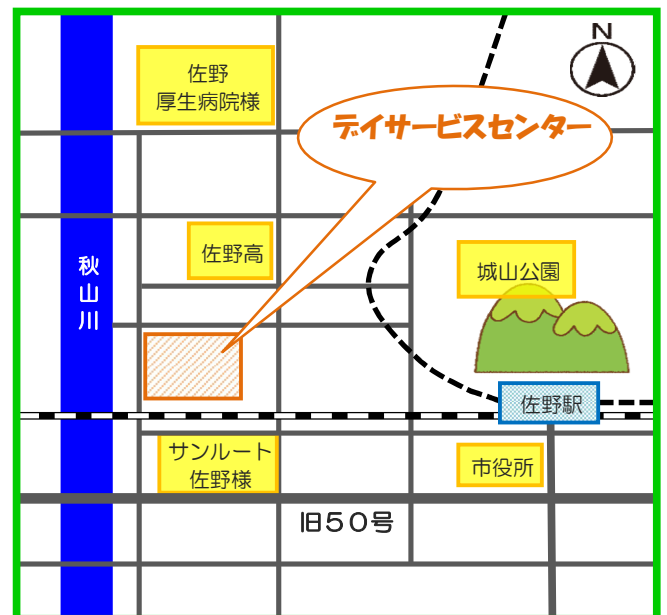 N
佐野
厚生病院様
デイサービスセンター
佐野高
城山公園
秋山川
佐野駅
サンルート
佐野様
市役所
旧50号